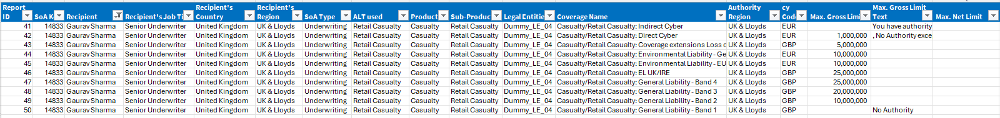 Report ID SoA K Recipient Recipient's Job Ti Recipient's Country Recipient's Region SoA Type ALT used Product Sub-Produc Legal Entitie Coverage Name Authority Region cy Code Max. Gross Limi Max. Gross Limit Text Max. Net Limit
41 14833 Gaurav Sharma Senior Underwriter United Kingdom UK & Lloyds Underwriting Retail Casualty Casualty Retail Casualty Dummy_LE_04 Casualty/Retail Casualty: Indirect Cyber UK & Lloyds EUR You have authority
42 14833 Gaurav Sharma Senior Underwriter United Kingdom UK & Lloyds Underwriting Retail Casualty Casualty Retail Casualty Dummy_LE_04 Casualty/Retail Casualty: Direct Cyber UK & Lloyds EUR 1,000,000 , No Authority exce
43 14833 Gaurav Sharma Senior Underwriter United Kingdom UK & Lloyds Underwriting Retail Casualty Casualty Retail Casualty Dummy_LE_04 Casualty/Retail Casualty: Coverage extensions Loss c UK & Lloyds GBP 5,000,000
44 14833 Gaurav Sharma Senior Underwriter United Kingdom UK & Lloyds Underwriting Retail Casualty Casualty Retail Casualty Dummy_LE_04 Casualty/Retail Casualty: Environmental Liability - Ge UK & Lloyds EUR 10,000,000
45 14833 Gaurav Sharma Senior Underwriter United Kingdom UK & Lloyds Underwriting Retail Casualty Casualty Retail Casualty Dummy_LE_04 Casualty/Retail Casualty: Environmental Liability - EU UK & Lloyds EUR 10,000,000
46 14833 Gaurav Sharma Senior Underwriter United Kingdom UK & Lloyds Underwriting Retail Casualty Casualty Retail Casualty Dummy_LE_04 Casualty/Retail Casualty: EL UK/IRE UK & Lloyds GBP 25,000,000
47 14833 Gaurav Sharma Senior Underwriter United Kingdom UK & Lloyds Underwriting Retail Casualty Casualty Retail Casualty Dummy_LE_04 Casualty/Retail Casualty: General Liability - Band 4 UK & Lloyds GBP 25,000,000
48 14833 Gaurav Sharma Senior Underwriter United Kingdom UK & Lloyds Underwriting Retail Casualty Casualty Retail Casualty Dummy_LE_04 Casualty/Retail Casualty: General Liability - Band 3 UK & Lloyds GBP 20,000,000
49 14833 Gaurav Sharma Senior Underwriter United Kingdom UK & Lloyds Underwriting Retail Casualty Casualty Retail Casualty Dummy_LE_04 Casualty/Retail Casualty: General Liability - Band 2 UK & Lloyds GBP 10,000,000
50 14833 Gaurav Sharma Senior Underwriter United Kingdom UK & Lloyds Underwriting Retail Casualty Casualty Retail Casualty Dummy_LE_04 Casualty/Retail Casualty: General Liability - Band 1 UK & Lloyds GBP No Authority